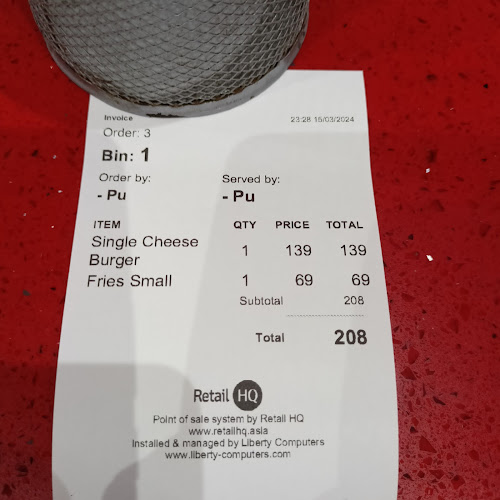 Invoice 23:28 15/03/2024
Order: 3
Bin: 1
Order by: Served by:
- Pu - Pu
ITEM QTY PRICE TOTAL
Single Cheese 1 139 139
Burger
Fries Small 1 69 69
Subtotal 208
Total 208
Retail HQ
Point of sale system by Retail HQ
www.retailhq.asia
Installed & managed by Liberty Computers
www.liberty-computers.com